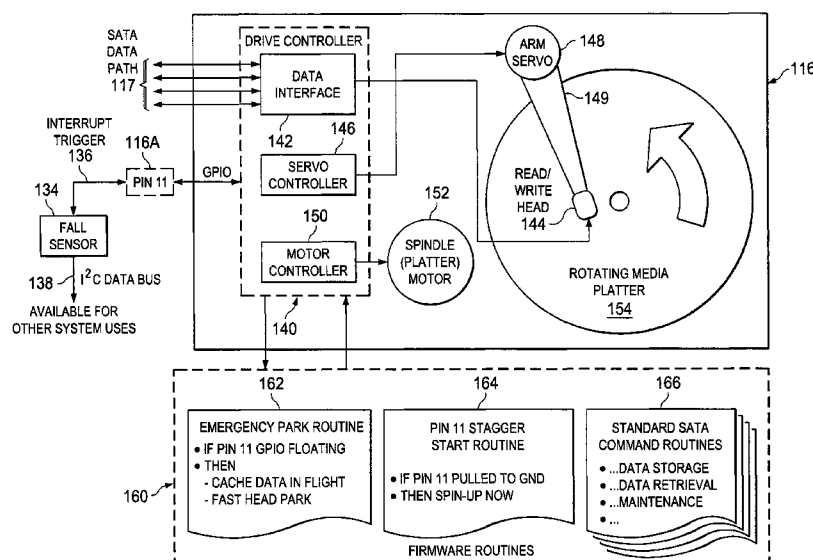 SATA
DATA
PATH
117
DRIVE CONTROLLER
DATA
INTERFACE
142
146
SERVO
CONTROLLER
150
MOTOR
CONTROLLER
140
INTERRUPT
TRIGGER
136
116A
PIN 11
GPIO
134
FALL
SENSOR
138
I²C DATA BUS
AVAILABLE FOR
OTHER SYSTEM USES
ARM
SERVO
148
149
116
READ/
WRITE
HEAD
144
152
SPINDLE
(PLATTER)
MOTOR
ROTATING MEDIA
PLATTER
154
160
162
EMERGENCY PARK ROUTINE
• IF PIN 11 GPIO FLOATING
• THEN
- CACHE DATA IN FLIGHT
- FAST HEAD PARK
164
PIN 11 STAGGER
START ROUTINE
• IF PIN 11 PULLED TO GND
• THEN SPIN-UP NOW
166
STANDARD SATA
COMMAND ROUTINES
• ...DATA STORAGE
• ...DATA RETRIEVAL
• ...MAINTENANCE
• ...
FIRMWARE ROUTINES